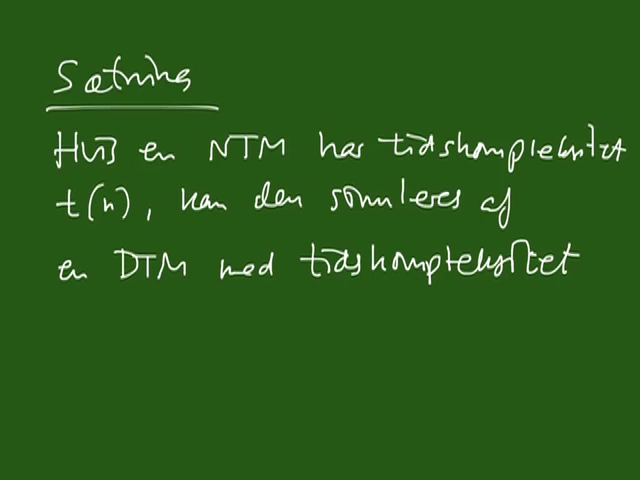 Sætning
Hvis en NTM har tidskompleksitet
t(n), kan den simuleres af
en DTM med tidskompleksitet